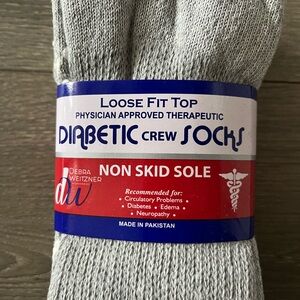 LOOSE FIT TOP
PHYSICIAN APPROVED THERAPEUTIC
DIABETIC CREW SOCKS
dw DEBRA
WEITZNER
NON SKID SOLE
Recommended for:
• Circulatory Problems •
• Diabetes • Edema •
• Neuropathy •
MADE IN PAKISTAN